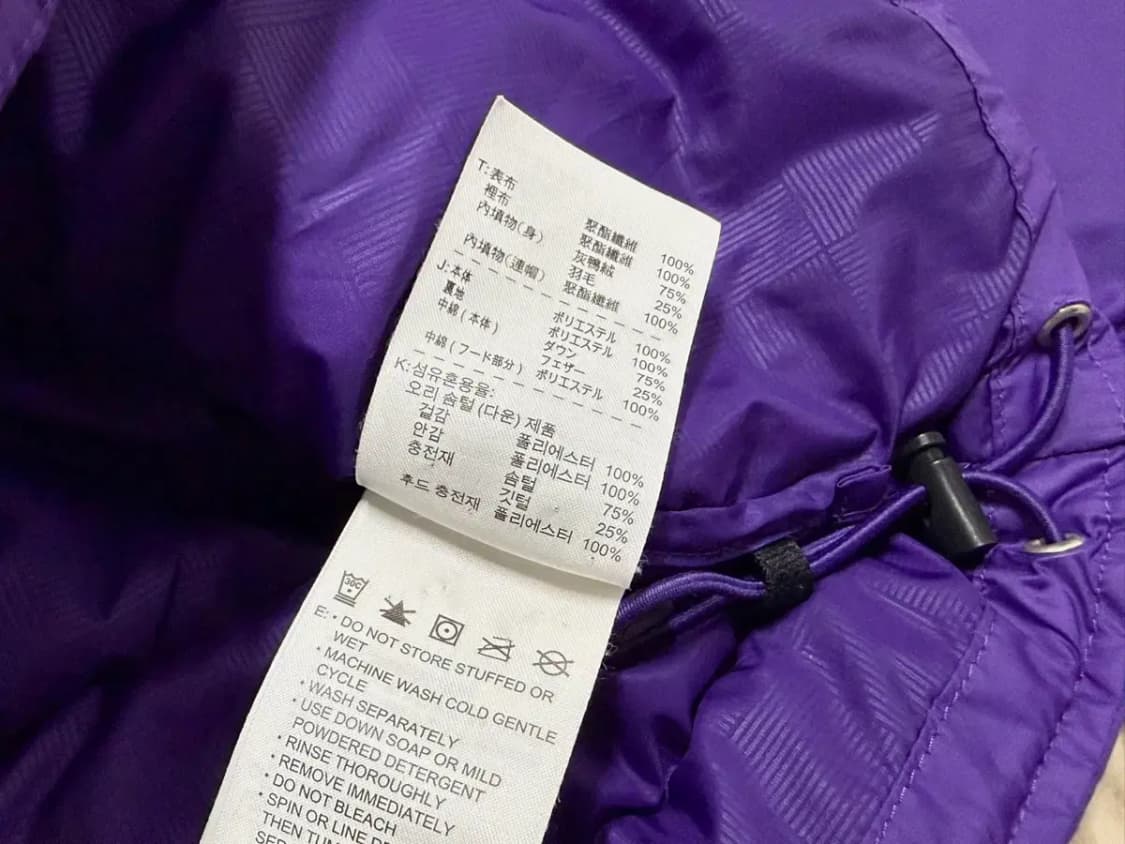 T:表布 聚酯纖維 100%
裡布 聚酯纖維 100%
內填物(身) 灰鴨絨 75%
羽毛 25%
內填物(連帽) 聚酯纖維 100%
J:本体 ポリエステル 100%
裏地 ポリエステル 100%
中綿(本体) ダウン 75%
フェザー 25%
中綿(フード部分) ポリエステル 100%
K:섬유혼용율:
오리 솜털(다운) 제품
겉감 폴리에스터 100%
안감 폴리에스터 100%
충전재 솜털 75%
깃털 25%
후드 충전재 폴리에스터 100%
30C
E: • DO NOT STORE STUFFED OR
WET
• MACHINE WASH COLD GENTLE
CYCLE
• WASH SEPARATELY
• USE DOWN SOAP OR MILD
POWDERED DETERGENT
• RINSE THOROUGHLY
• REMOVE IMMEDIATELY
• DO NOT BLEACH
• SPIN OR LINE
THEN